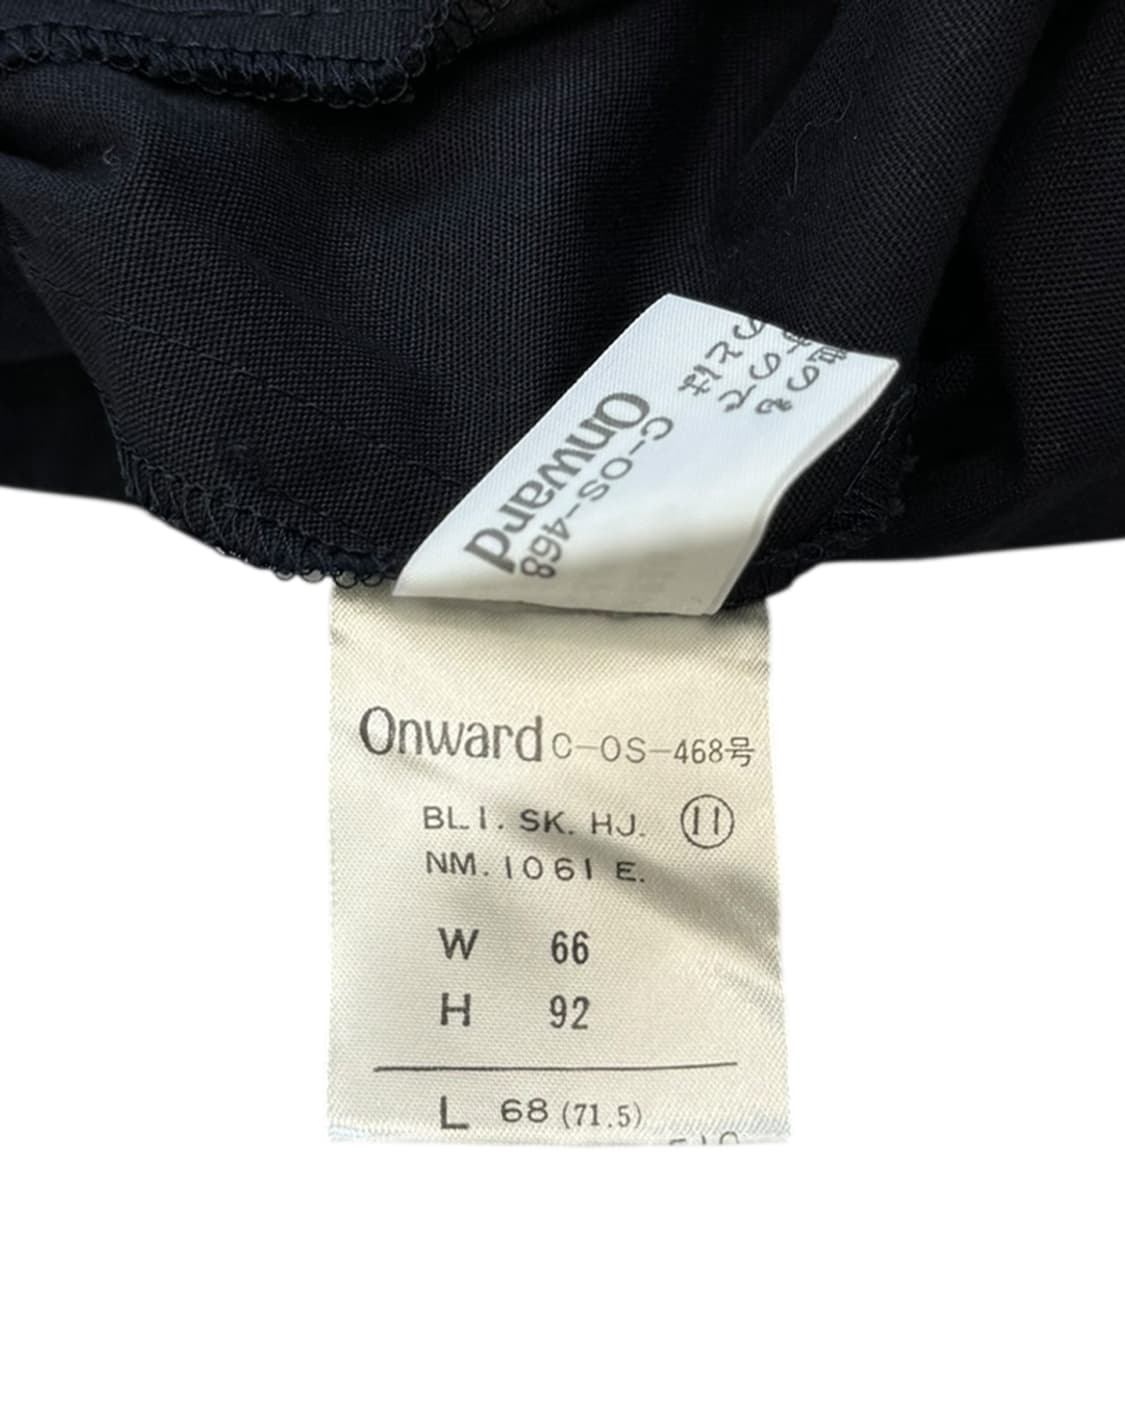 Onward
C-OS-468
Onward C-OS-468号
BL.1. SK. HJ. ⑪
NM. 1061 E.
W 66
H 92
L 68 (71.5)